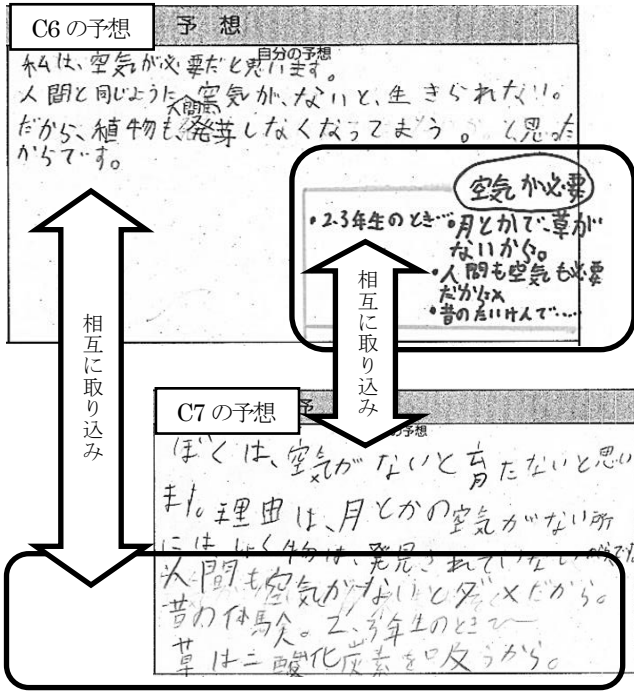 C6 の予想
予 想
自分の予想
私は、空気が必要だと思います。
人間と同じように、空気が、ないと、生きられない。
人間も
だから、植物も、発芽しなくなってまう。と思った
からです。
空気が必要
・2.3年生のとき…
・月とかで、草が
ないから。
・人間も空気も必要
だから
・昔のたいけんで……
相互に取り込み
相互に取り込み
C7 の予想
予
の予想
ぼくは、空気がないと育たないと思い
ます。理由は、月とかの空気がない所
には、しょく物は、発見されていない
人間も空気がないとダメだから。
昔の体験。2、3年生のとき〜
草は二酸化炭素を吸うから。